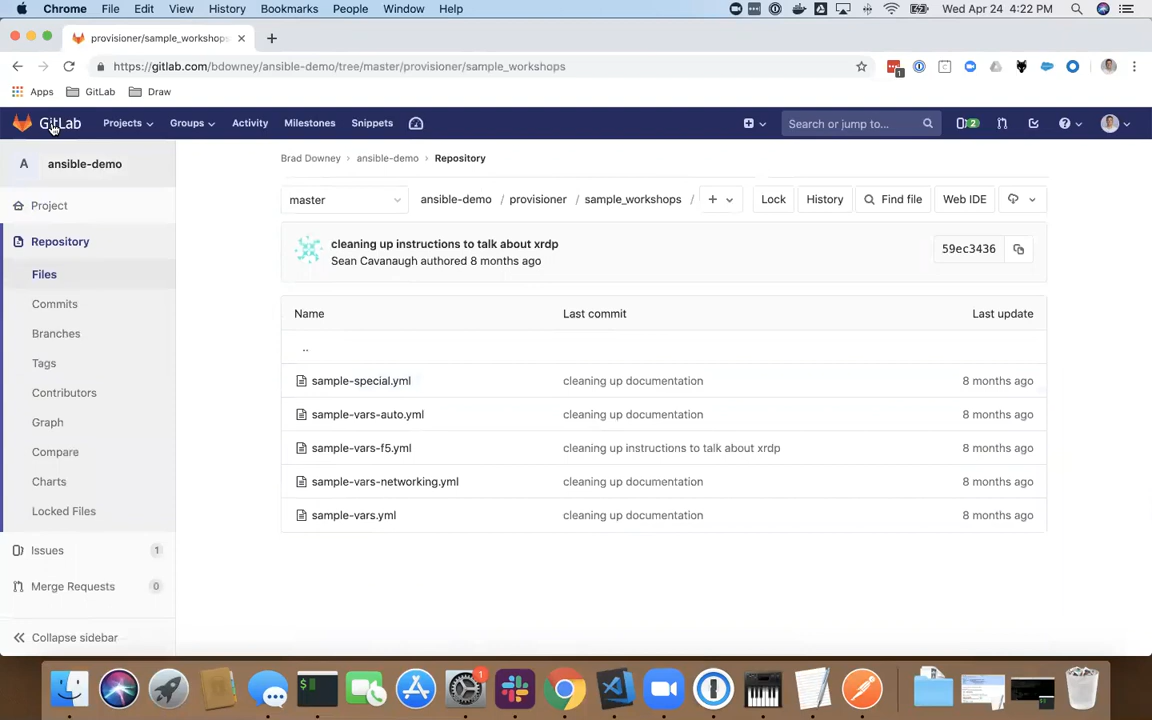 Chrome File Edit View History Bookmarks People Window Help Wed Apr 24 4:22 PM
provisioner/sample_workshops
https://gitlab.com/bdowney/ansible-demo/tree/master/provisioner/sample_workshops
1
Apps GitLab Draw
GitLab Projects Groups Activity Milestones Snippets Search or jump to... 2
A ansible-demo
Brad Downey › ansible-demo › Repository
Project
master ansible-demo / provisioner / sample_workshops / + Lock History Find file Web IDE
Repository
cleaning up instructions to talk about xrdp
Sean Cavanaugh authored 8 months ago
59ec3436
Files
Commits
Name Last commit Last update
Branches
..
Tags
sample-special.yml cleaning up documentation 8 months ago
Contributors
sample-vars-auto.yml cleaning up documentation 8 months ago
Graph
sample-vars-f5.yml cleaning up instructions to talk about xrdp 8 months ago
Compare
Charts
sample-vars-networking.yml cleaning up documentation 8 months ago
Locked Files
sample-vars.yml cleaning up documentation 8 months ago
Issues 1
Merge Requests 0
Collapse sidebar
1